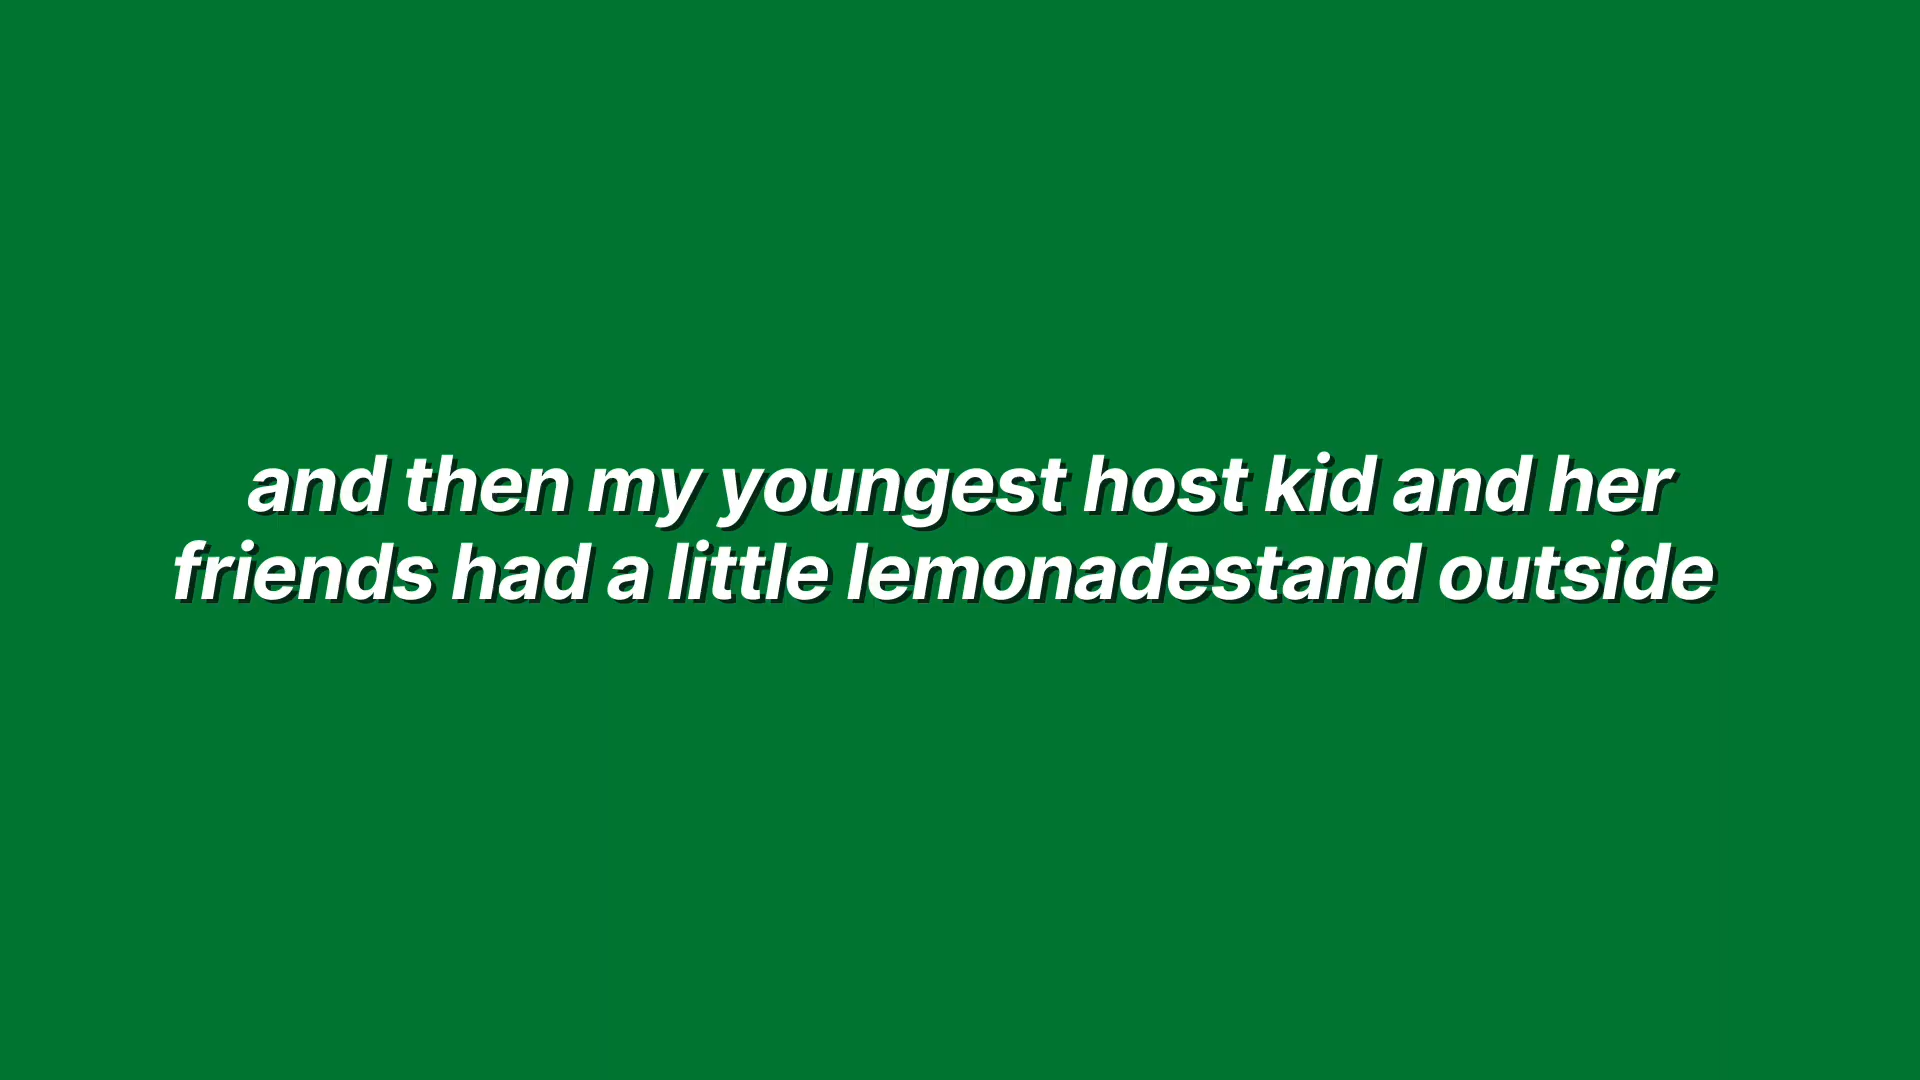 and then my youngest host kid and her
friends had a little lemonadestand outside